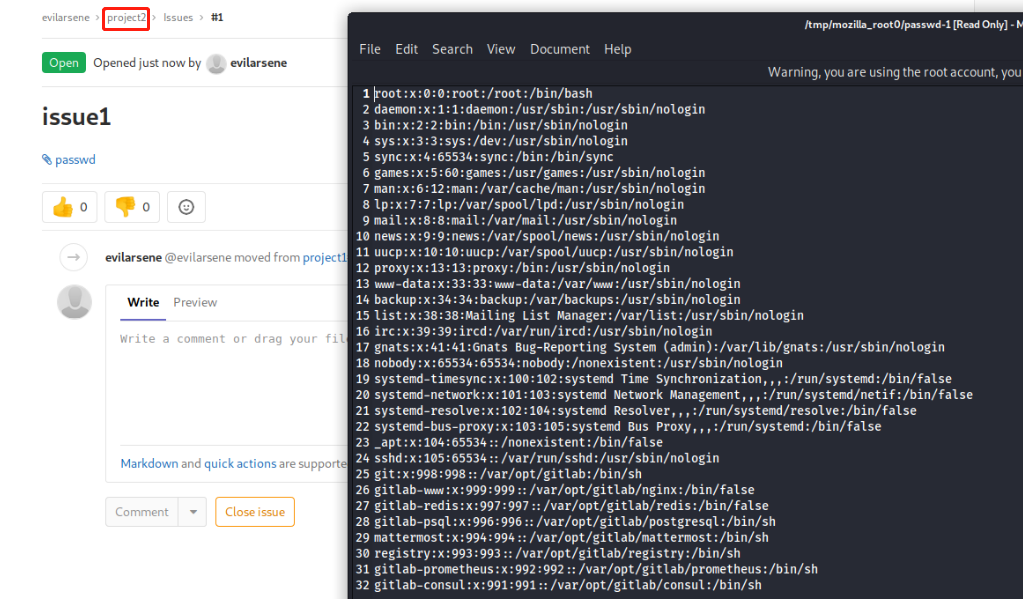 evilarsene › project2 › Issues › #1
Open Opened just now by evilarsene
issue1
passwd
0 0
evilarsene @evilarsene moved from project1
Write Preview
Write a comment or drag your file
Markdown and quick actions are supporte
Comment Close issue
/tmp/mozilla_root0/passwd-1 [Read Only] - M
File Edit Search View Document Help
Warning, you are using the root account, you
1 root:x:0:0:root:/root:/bin/bash
2 daemon:x:1:1:daemon:/usr/sbin:/usr/sbin/nologin
3 bin:x:2:2:bin:/bin:/usr/sbin/nologin
4 sys:x:3:3:sys:/dev:/usr/sbin/nologin
5 sync:x:4:65534:sync:/bin:/bin/sync
6 games:x:5:60:games:/usr/games:/usr/sbin/nologin
7 man:x:6:12:man:/var/cache/man:/usr/sbin/nologin
8 lp:x:7:7:lp:/var/spool/lpd:/usr/sbin/nologin
9 mail:x:8:8:mail:/var/mail:/usr/sbin/nologin
10 news:x:9:9:news:/var/spool/news:/usr/sbin/nologin
11 uucp:x:10:10:uucp:/var/spool/uucp:/usr/sbin/nologin
12 proxy:x:13:13:proxy:/bin:/usr/sbin/nologin
13 www-data:x:33:33:www-data:/var/www:/usr/sbin/nologin
14 backup:x:34:34:backup:/var/backups:/usr/sbin/nologin
15 list:x:38:38:Mailing List Manager:/var/list:/usr/sbin/nologin
16 irc:x:39:39:ircd:/var/run/ircd:/usr/sbin/nologin
17 gnats:x:41:41:Gnats Bug-Reporting System (admin):/var/lib/gnats:/usr/sbin/nologin
18 nobody:x:65534:65534:nobody:/nonexistent:/usr/sbin/nologin
19 systemd-timesync:x:100:102:systemd Time Synchronization,,,:/run/systemd:/bin/false
20 systemd-network:x:101:103:systemd Network Management,,,:/run/systemd/netif:/bin/false
21 systemd-resolve:x:102:104:systemd Resolver,,,:/run/systemd/resolve:/bin/false
22 systemd-bus-proxy:x:103:105:systemd Bus Proxy,,,:/run/systemd:/bin/false
23 _apt:x:104:65534::/nonexistent:/bin/false
24 sshd:x:105:65534::/var/run/sshd:/usr/sbin/nologin
25 git:x:998:998::/var/opt/gitlab:/bin/sh
26 gitlab-www:x:999:999::/var/opt/gitlab/nginx:/bin/false
27 gitlab-redis:x:997:997::/var/opt/gitlab/redis:/bin/false
28 gitlab-psql:x:996:996::/var/opt/gitlab/postgresql:/bin/sh
29 mattermost:x:994:994::/var/opt/gitlab/mattermost:/bin/sh
30 registry:x:993:993::/var/opt/gitlab/registry:/bin/sh
31 gitlab-prometheus:x:992:992::/var/opt/gitlab/prometheus:/bin/sh
32 gitlab-consul:x:991:991::/var/opt/gitlab/consul:/bin/sh